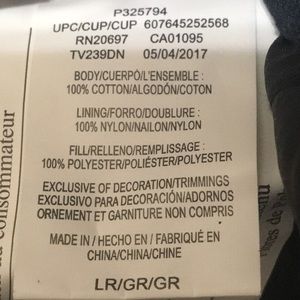 P325794
UPC/CUP/CUP 607645252568
RN20697 CA01095
TV239DN 05/04/2017
BODY/CUERPO/L'ENSEMBLE :
100% COTTON/ALGODÓN/COTON
LINING/FORRO/DOUBLURE :
100% NYLON/NAILON/NYLON
FILL/RELLENO/REMPLISSAGE :
100% POLYESTER/POLIÉSTER/POLYESTER
EXCLUSIVE OF DECORATION/TRIMMINGS
EXCLUSIVO PARA DECORACIÓN/ADORNOS
ORNEMENT ET GARNITURE NON COMPRIS
MADE IN / HECHO EN / FABRIQUÉ EN
CHINA/CHINA/CHINE
LR/GR/GR
consommateur